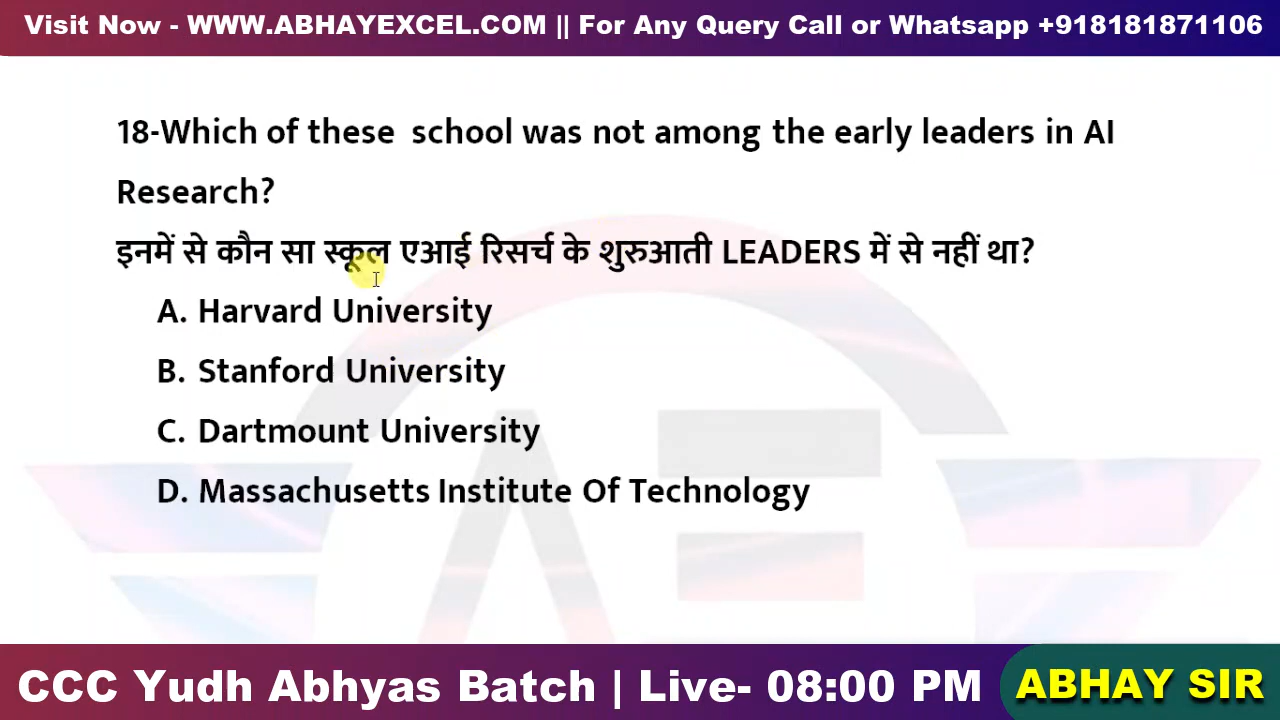 Visit Now - WWW.ABHAYEXCEL.COM || For Any Query Call or Whatsapp +918181871106
18-Which of these school was not among the early leaders in AI
Research?
इनमें से कौन सा स्कूल एआई रिसर्च के शुरुआती LEADERS में से नहीं था?
A. Harvard University
B. Stanford University
C. Dartmount University
D. Massachusetts Institute Of Technology
CCC Yudh Abhyas Batch | Live- 08:00 PM ABHAY SIR